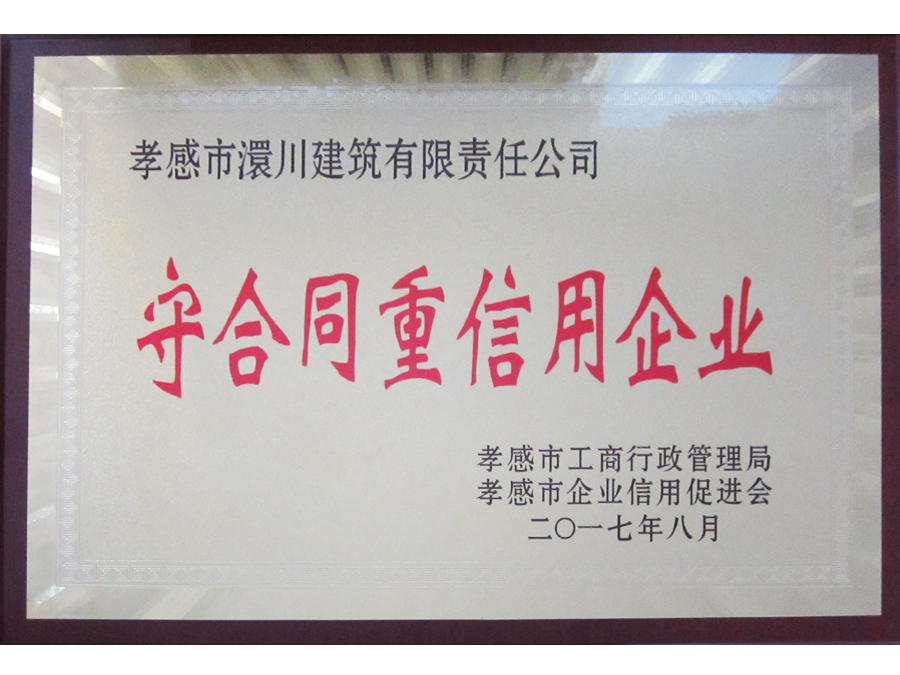 孝感市澴川建筑有限责任公司
守合同重信用企业
孝感市工商行政管理局
孝感市企业信用促进会
二〇一七年八月